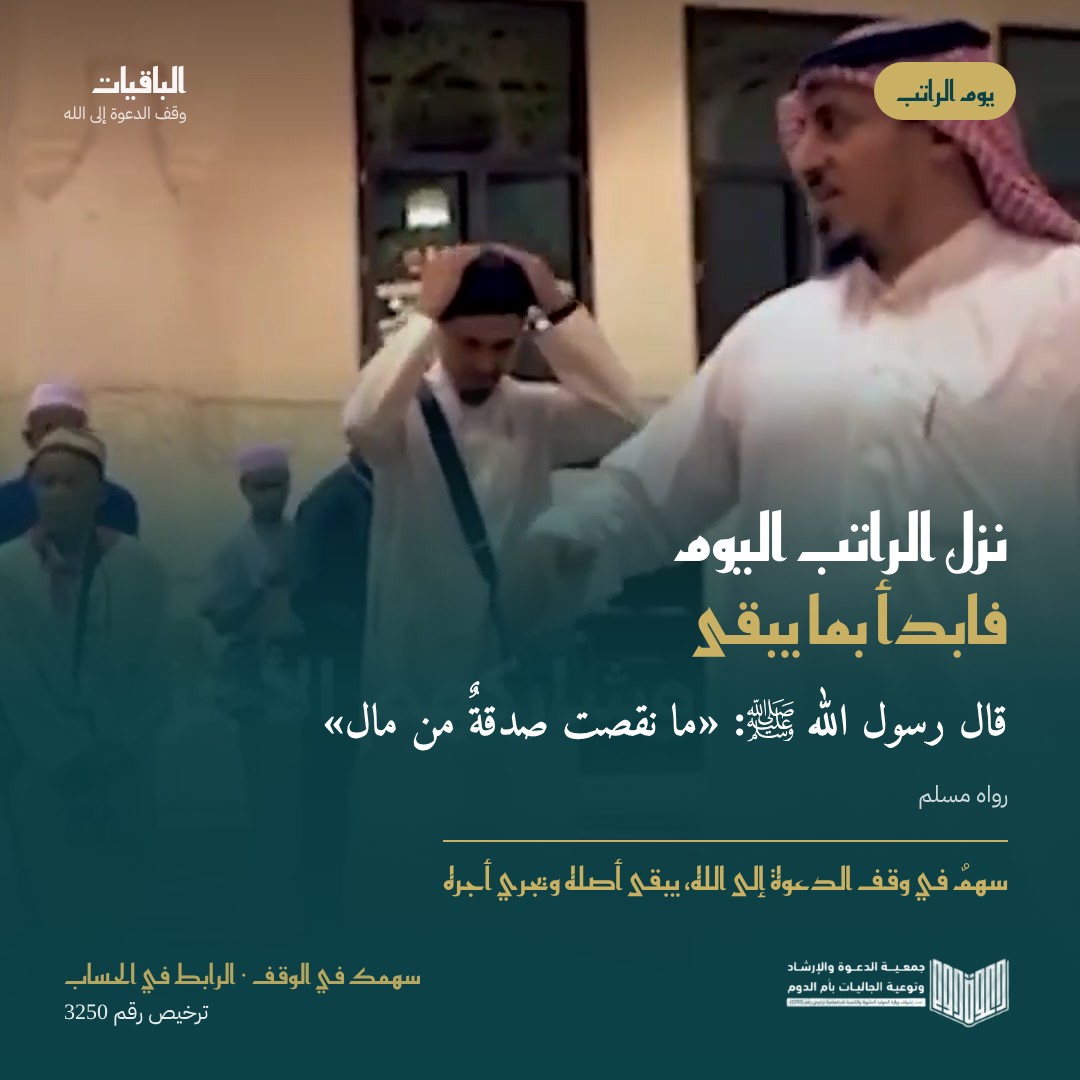 يوم الراتب
الباقيات
وقف الدعوة إلى الله
نزل الراتب اليوم
فابدأ بما يبقى
قال رسول الله ﷺ: «ما نقصت صدقةٌ من مال»
رواه مسلم
سهمٌ في وقف الدعوة إلى الله، يبقى أصله ويجري أجره
جمعية الدعوة والإرشاد
وتوعية الجاليات بأم الدوم
سهمك في الوقف · الرابط في الحساب
ترخيص رقم 3250